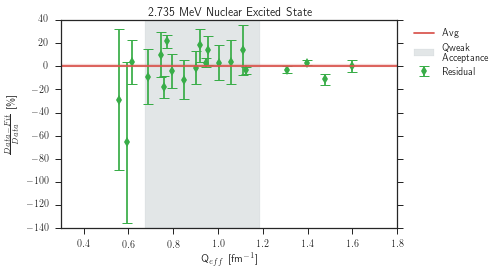 2.735 MeV Nuclear Excited State
40
20
0
−20
−40
−60
−80
−100
−120
−140
Data−Fit/Data [%]
0.4 0.6 0.8 1.0 1.2 1.4 1.6 1.8
Q_eff [fm⁻¹]
Avg
Qweak
Acceptance
Residual